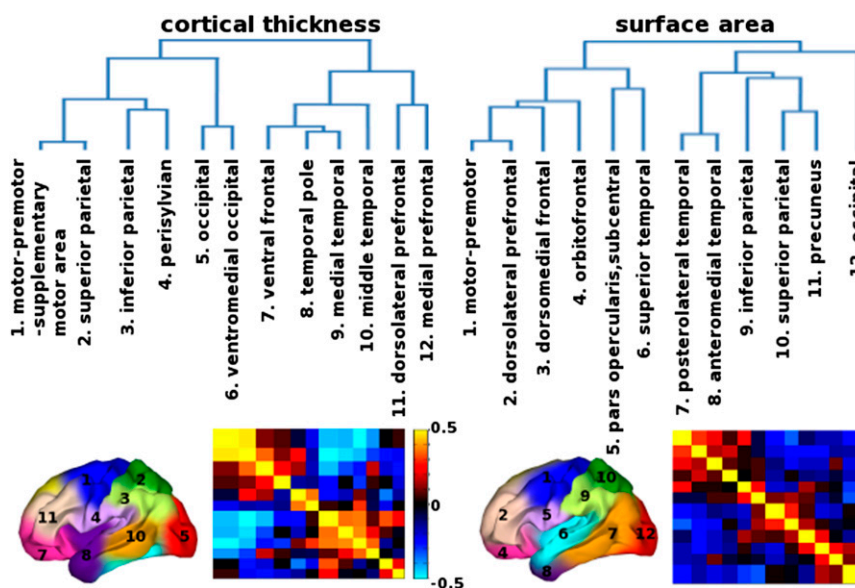 cortical thickness
surface area
1. motor-premotor
-supplementary
motor area
2. superior parietal
3. inferior parietal
4. perisylvian
5. occipital
6. ventromedial occipital
7. ventral frontal
8. temporal pole
9. medial temporal
10. middle temporal
11. dorsolateral prefrontal
12. medial prefrontal
1. motor-premotor
2. dorsolateral prefrontal
3. dorsomedial frontal
4. orbitofrontal
5. pars opercularis,subcentral
6. superior temporal
7. posterolateral temporal
8. anteromedial temporal
9. inferior parietal
10. superior parietal
11. precuneus
0.5
0
-0.5
1
2
3
4
11
10
5
7
8
1
10
9
2
5
6
7
12
4
8